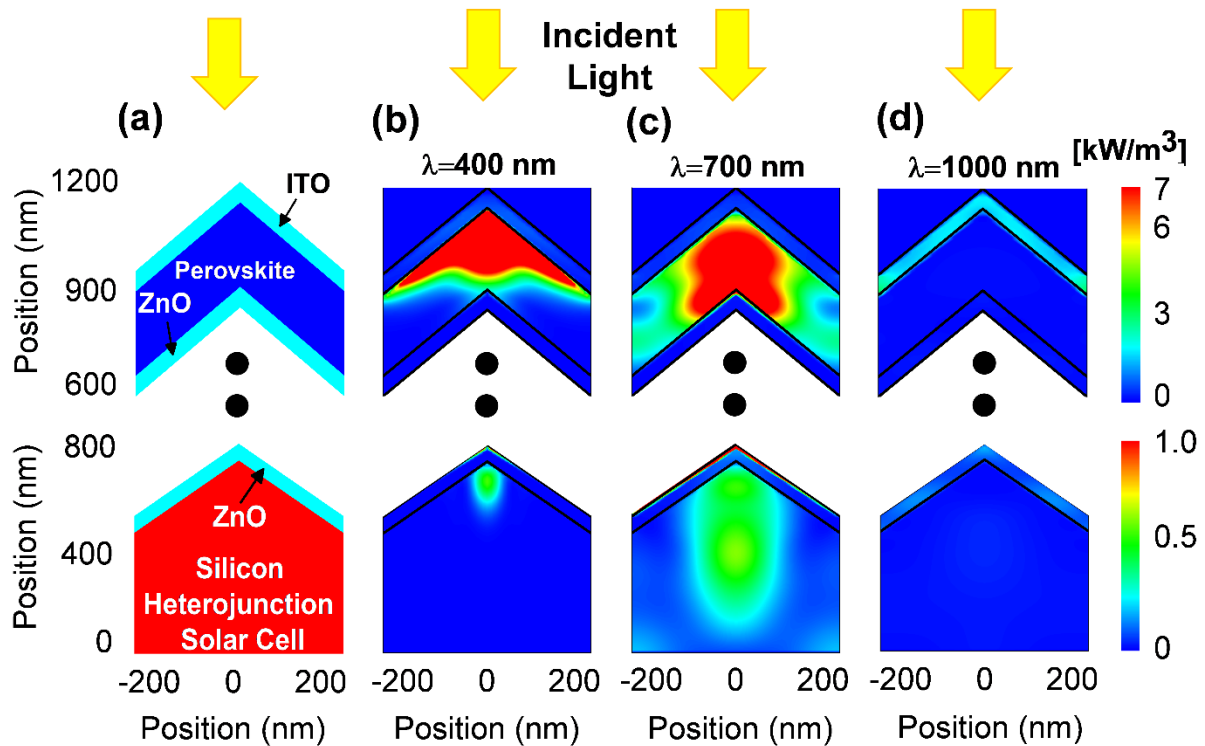 Incident
Light
(a)
(b)
(c)
(d)
λ=400 nm
λ=700 nm
λ=1000 nm
[kW/m³]
1200
900
600
Position (nm)
ITO
Perovskite
ZnO
7
6
3
0
800
400
0
Position (nm)
ZnO
Silicon
Heterojunction
Solar Cell
1.0
0.5
0
-200 0 200
-200 0 200
-200 0 200
-200 0 200
Position (nm)
Position (nm)
Position (nm)
Position (nm)